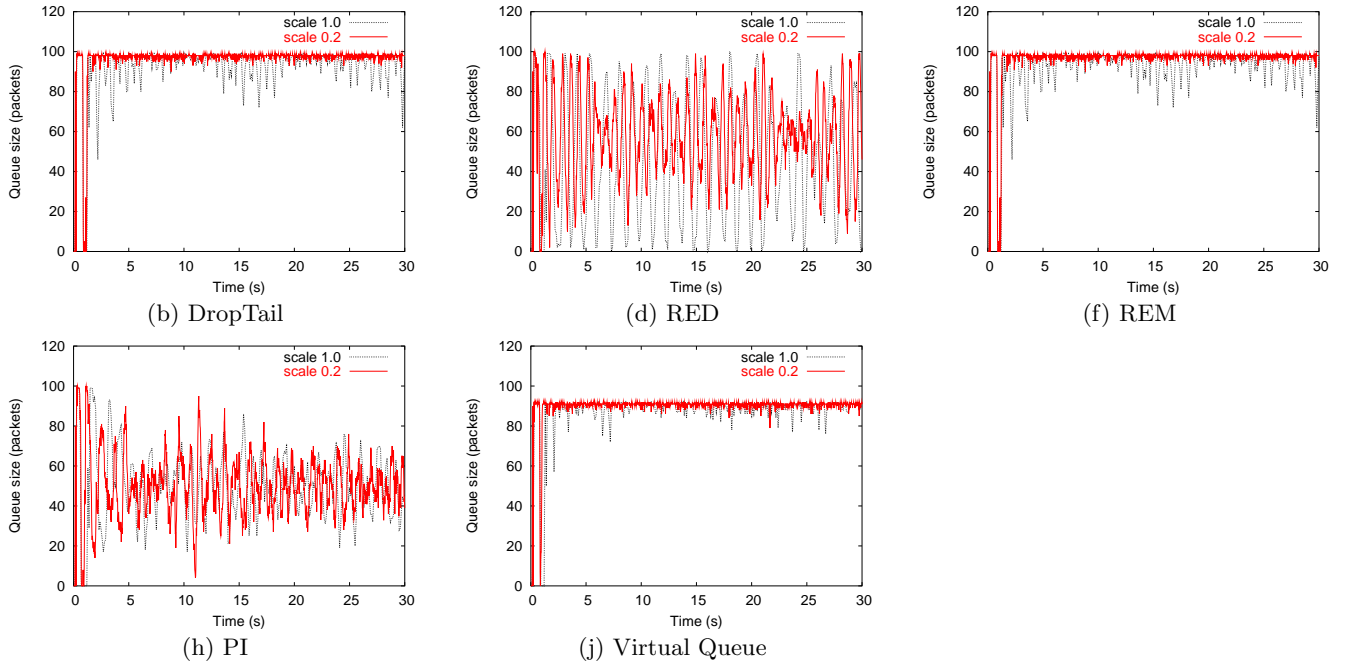 scale 1.0
scale 0.2
120
100
80
60
40
20
0
Queue size (packets)
0 5 10 15 20 25 30
Time (s)
(b) DropTail
scale 1.0
scale 0.2
120
100
80
60
40
20
0
Queue size (packets)
0 5 10 15 20 25 30
Time (s)
(d) RED
scale 1.0
scale 0.2
120
100
80
60
40
20
0
Queue size (packets)
0 5 10 15 20 25 30
Time (s)
(f) REM
scale 1.0
scale 0.2
120
100
80
60
40
20
0
Queue size (packets)
0 5 10 15 20 25 30
Time (s)
(h) PI
scale 1.0
scale 0.2
120
100
80
60
40
20
0
Queue size (packets)
0 5 10 15 20 25 30
Time (s)
(j) Virtual Queue